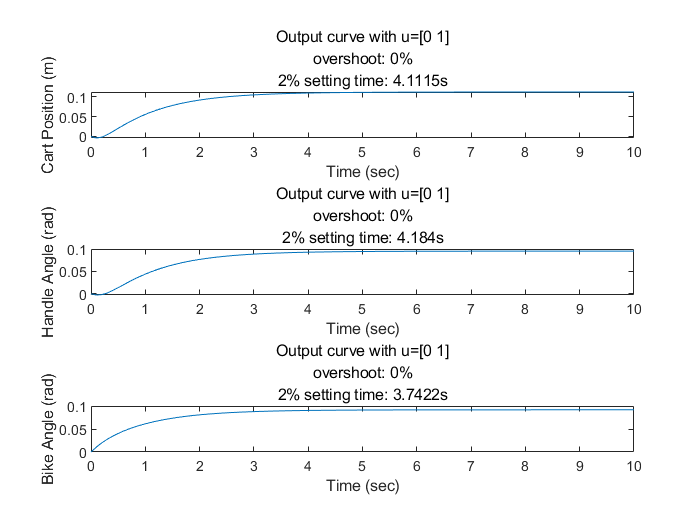 Output curve with u=[0 1]
overshoot: 0%
2% setting time: 4.1115s
Cart Position (m)
0.1
0.05
0
0 1 2 3 4 5 6 7 8 9 10
Time (sec)
Output curve with u=[0 1]
overshoot: 0%
2% setting time: 4.184s
Handle Angle (rad)
0.1
0.05
0
0 1 2 3 4 5 6 7 8 9 10
Time (sec)
Output curve with u=[0 1]
overshoot: 0%
2% setting time: 3.7422s
Bike Angle (rad)
0.1
0.05
0
0 1 2 3 4 5 6 7 8 9 10
Time (sec)